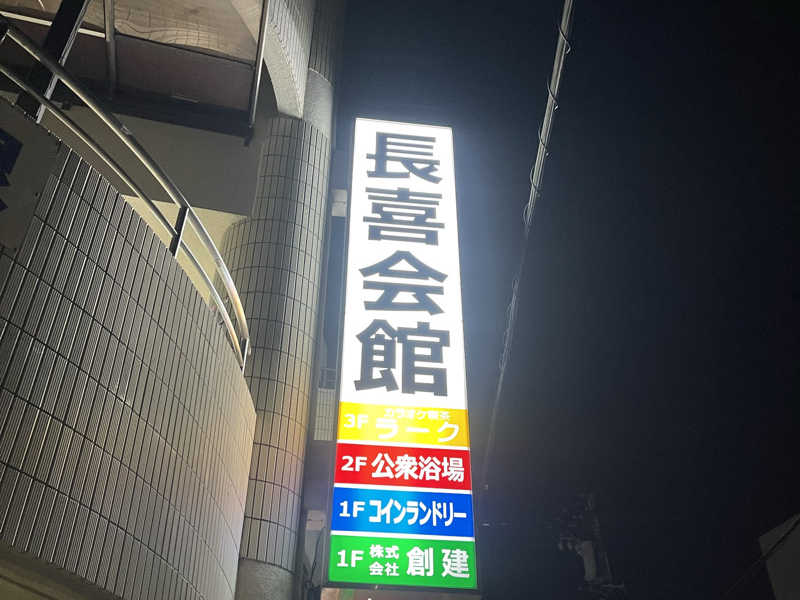 長喜会館
カラオケ喫茶
3F ラーク
2F 公衆浴場
1F コインランドリー
1F 株式会社 創建